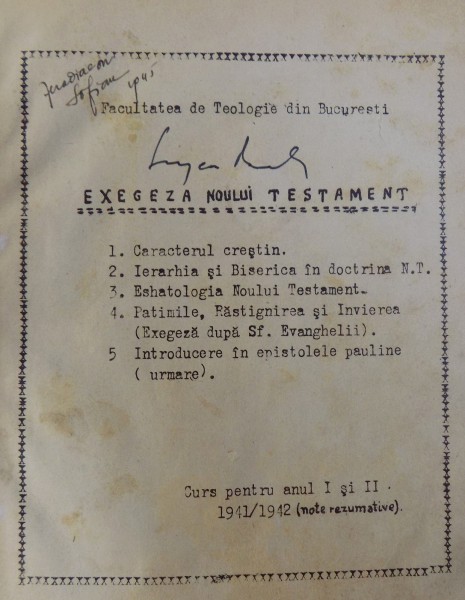 Ierodiacon
Sofian 1945
Facultatea de Teologie din Bucureşti
EXEGEZA NOULUI TESTAMENT
1. Caracterul creştin.
2. Ierarhia şi Biserica în doctrina N.T.
3. Eshatologia Noului Testament.
4. Patimile, Răstignirea şi Invierea
(Exegeză după Sf. Evanghelii).
5 Introducere în epistolele pauline
( urmare).
Curs pentru anul I şi II .
1941/1942 (note rezumative).